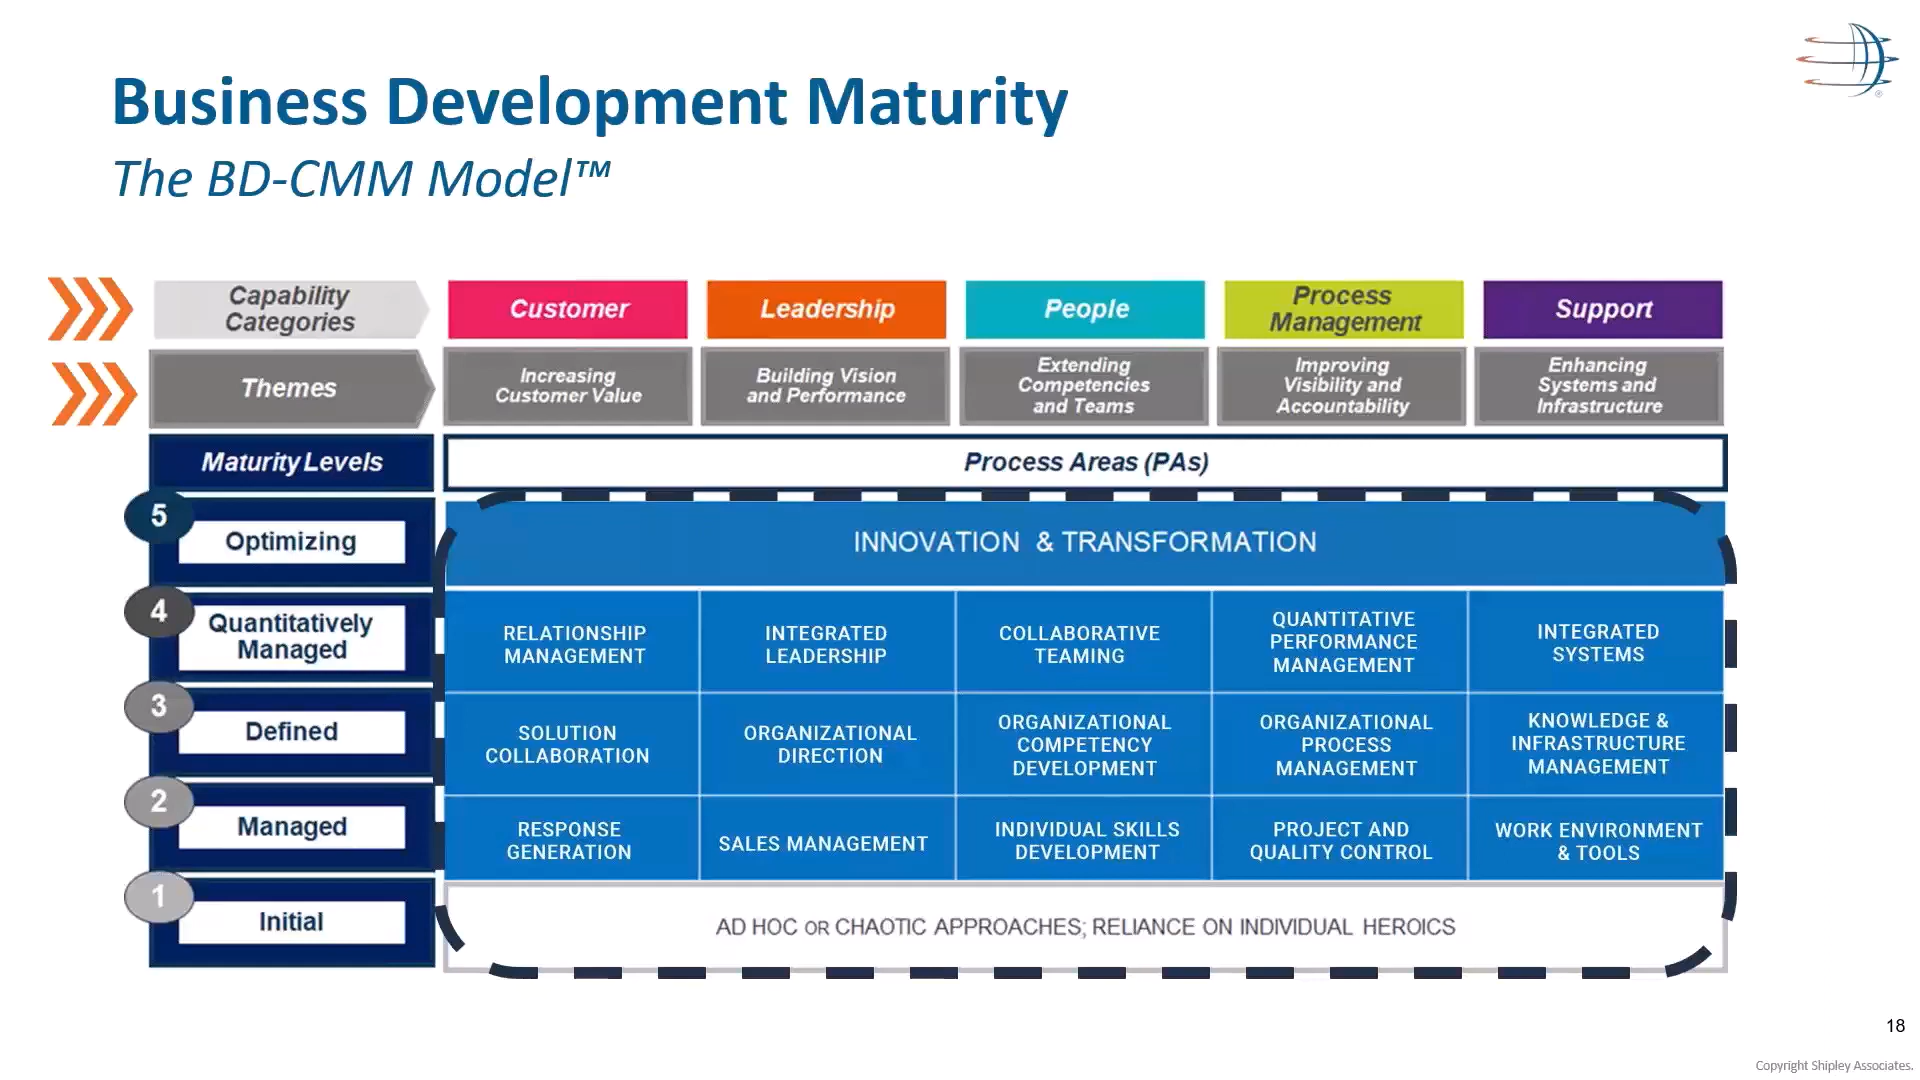 Business Development Maturity
The BD-CMM Model™
Capability
Categories
Customer
Leadership
People
Process
Management
Support
Themes
Increasing
Customer Value
Building Vision
and Performance
Extending
Competencies
and Teams
Improving
Visibility and
Accountability
Enhancing
Systems and
Infrastructure
Maturity Levels
Process Areas (PAs)
5
Optimizing
INNOVATION & TRANSFORMATION
4
Quantitatively
Managed
RELATIONSHIP
MANAGEMENT
INTEGRATED
LEADERSHIP
COLLABORATIVE
TEAMING
QUANTITATIVE
PERFORMANCE
MANAGEMENT
INTEGRATED
SYSTEMS
3
Defined
SOLUTION
COLLABORATION
ORGANIZATIONAL
DIRECTION
ORGANIZATIONAL
COMPETENCY
DEVELOPMENT
ORGANIZATIONAL
PROCESS
MANAGEMENT
KNOWLEDGE &
INFRASTRUCTURE
MANAGEMENT
2
Managed
RESPONSE
GENERATION
SALES MANAGEMENT
INDIVIDUAL SKILLS
DEVELOPMENT
PROJECT AND
QUALITY CONTROL
WORK ENVIRONMENT
& TOOLS
1
Initial
AD HOC OR CHAOTIC APPROACHES; RELIANCE ON INDIVIDUAL HEROICS
18
Copyright Shipley Associates.
®